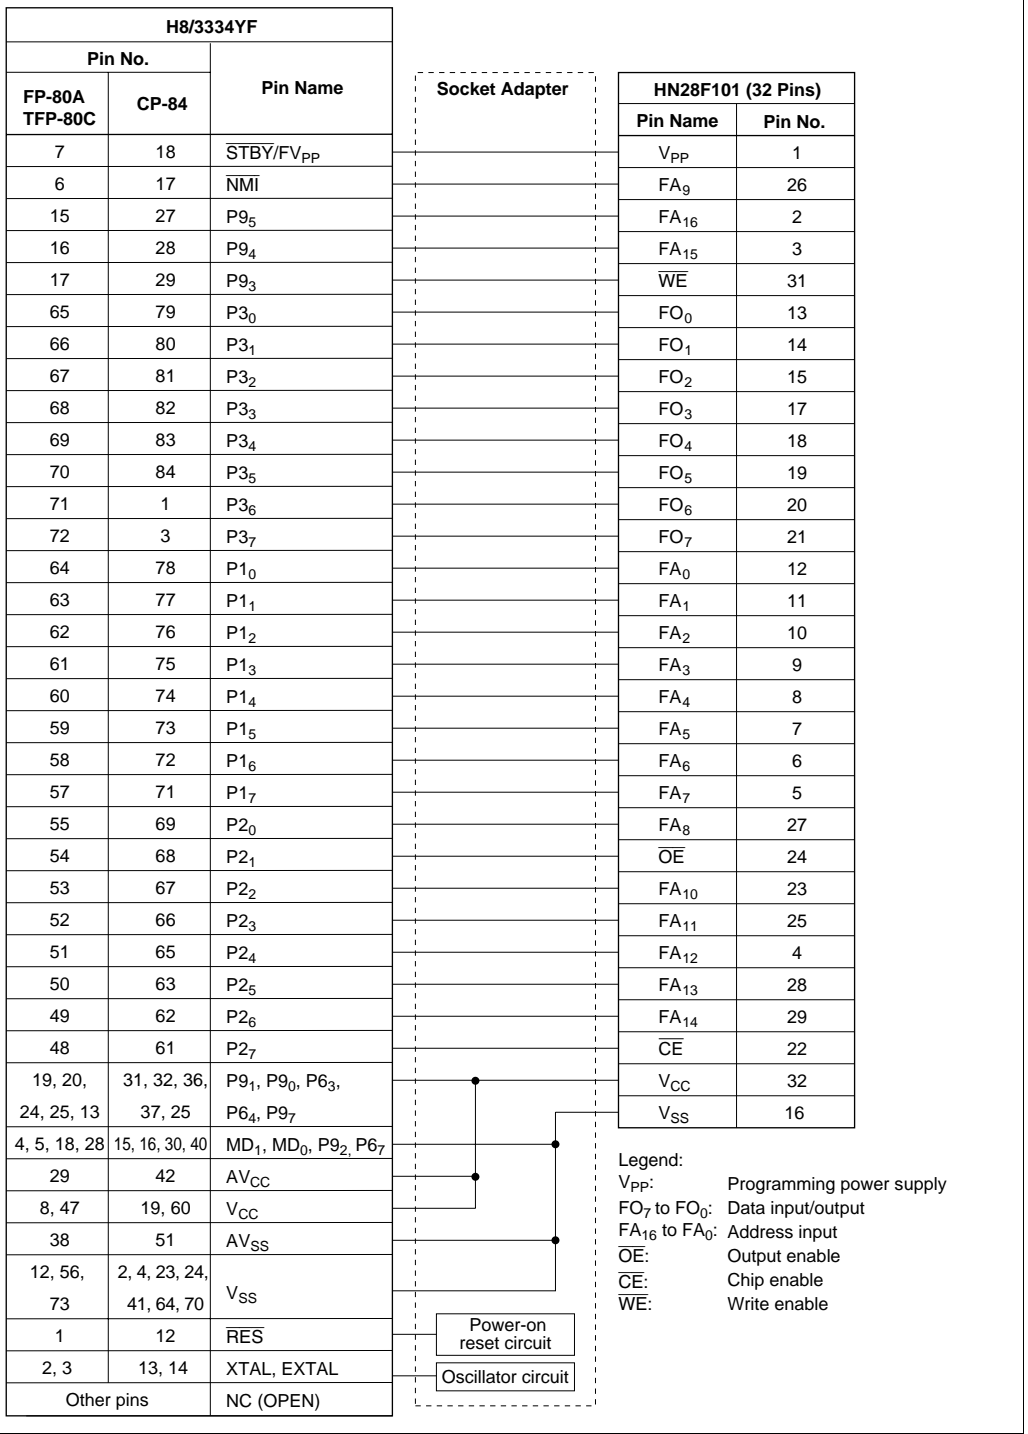 H8/3334YF
Pin No.
Pin Name
FP-80A
TFP-80C
CP-84
7 18 STBY/FVPP
6 17 NMI
15 27 P95
16 28 P94
17 29 P93
65 79 P30
66 80 P31
67 81 P32
68 82 P33
69 83 P34
70 84 P35
71 1 P36
72 3 P37
64 78 P10
63 77 P11
62 76 P12
61 75 P13
60 74 P14
59 73 P15
58 72 P16
57 71 P17
55 69 P20
54 68 P21
53 67 P22
52 66 P23
51 65 P24
50 63 P25
49 62 P26
48 61 P27
19, 20, 31, 32, 36, P91, P90, P63,
24, 25, 13 37, 25 P64, P97
4, 5, 18, 28 15, 16, 30, 40 MD1, MD0, P92, P67
29 42 AVCC
8, 47 19, 60 VCC
38 51 AVSS
12, 56, 2, 4, 23, 24,
73 41, 64, 70
VSS
1 12 RES
2, 3 13, 14 XTAL, EXTAL
Other pins NC (OPEN)
Socket Adapter
Power-on
reset circuit
Oscillator circuit
HN28F101 (32 Pins)
Pin Name Pin No.
VPP 1
FA9 26
FA16 2
FA15 3
WE 31
FO0 13
FO1 14
FO2 15
FO3 17
FO4 18
FO5 19
FO6 20
FO7 21
FA0 12
FA1 11
FA2 10
FA3 9
FA4 8
FA5 7
FA6 6
FA7 5
FA8 27
OE 24
FA10 23
FA11 25
FA12 4
FA13 28
FA14 29
CE 22
VCC 32
VSS 16
Legend:
VPP: Programming power supply
FO7 to FO0: Data input/output
FA16 to FA0: Address input
OE: Output enable
CE: Chip enable
WE: Write enable